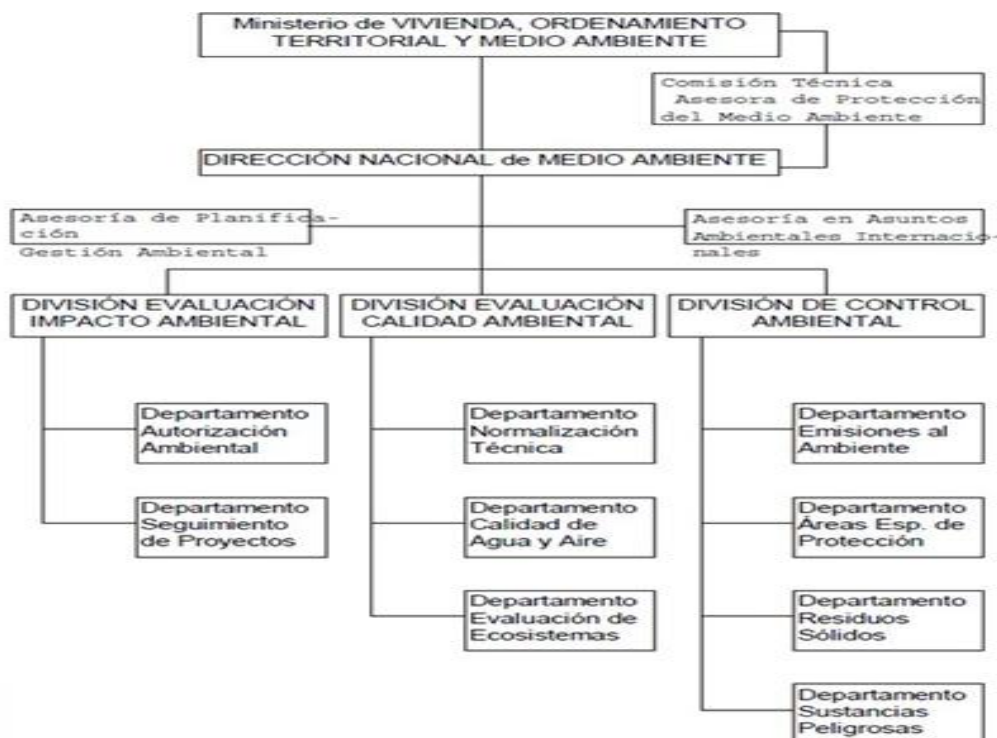 Ministerio de VIVIENDA, ORDENAMIENTO
TERRITORIAL Y MEDIO AMBIENTE
Comisión Técnica
Asesora de Protección
del Medio Ambiente
DIRECCIÓN NACIONAL de MEDIO AMBIENTE
Asesoría de Planifica-
ción
Gestión Ambiental
Asesoría en Asuntos
Ambientales Internacio-
nales
DIVISIÓN EVALUACIÓN
IMPACTO AMBIENTAL
DIVISIÓN EVALUACIÓN
CALIDAD AMBIENTAL
DIVISIÓN DE CONTROL
AMBIENTAL
Departamento
Autorización
Ambiental
Departamento
Normalización
Técnica
Departamento
Emisiones al
Ambiente
Departamento
Seguimiento
de Proyectos
Departamento
Calidad de
Agua y Aire
Departamento
Áreas Esp. de
Protección
Departamento
Evaluación de
Ecosistemas
Departamento
Residuos
Sólidos
Departamento
Sustancias
Peligrosas